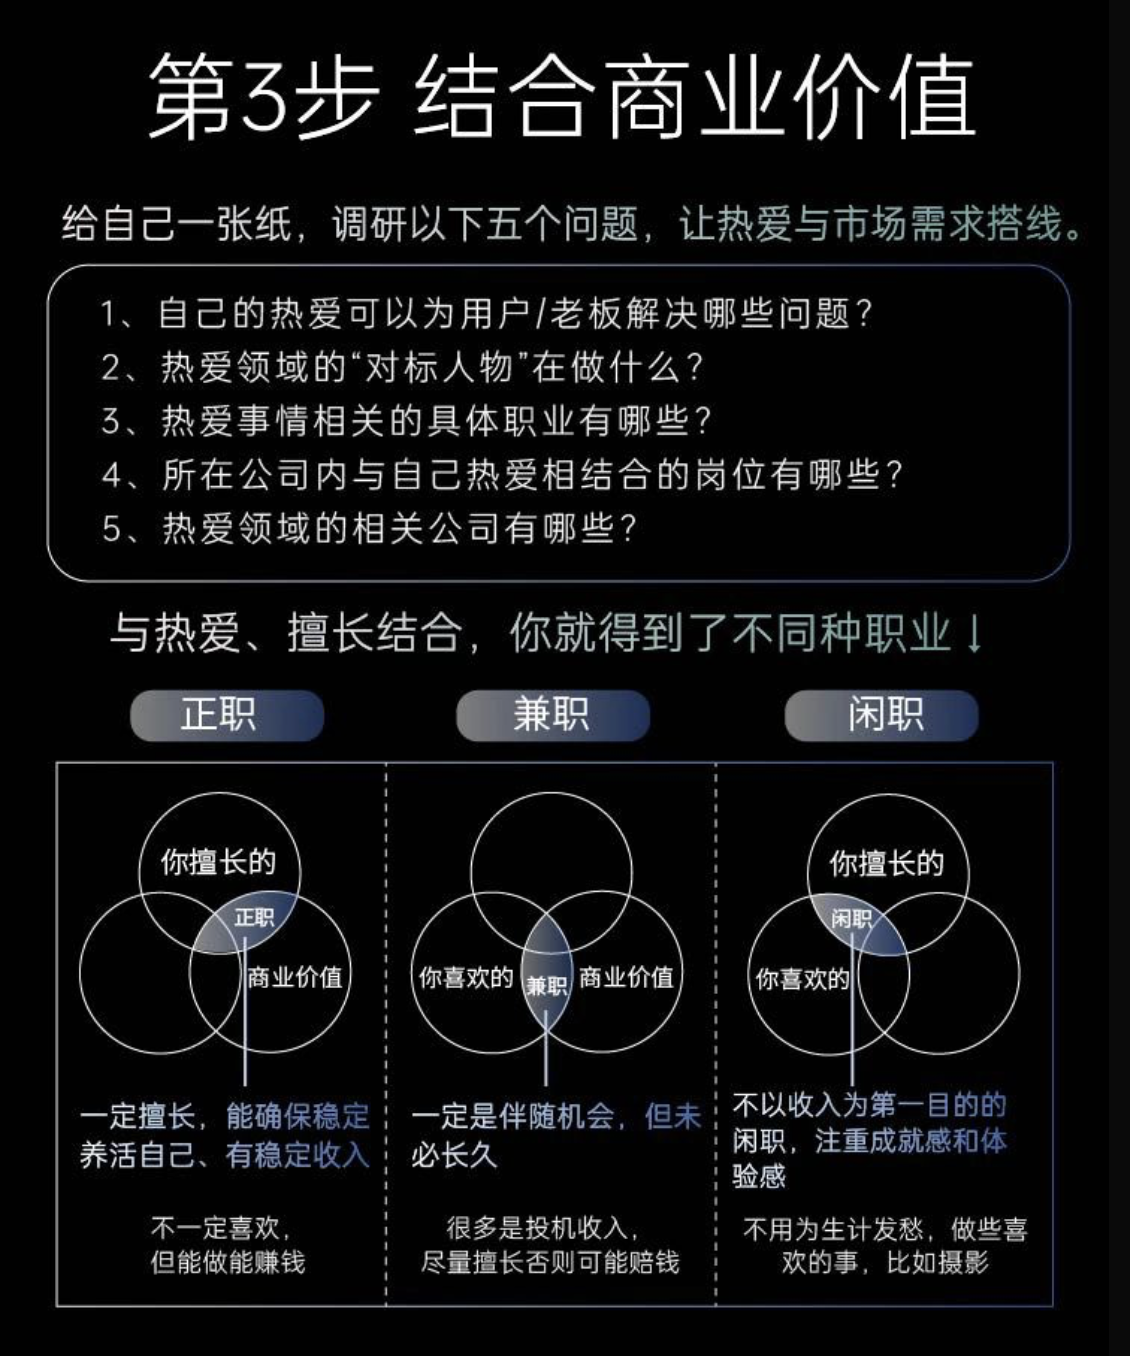 第3步 结合商业价值
给自己一张纸，调研以下五个问题，让热爱与市场需求搭线。
1、自己的热爱可以为用户/老板解决哪些问题？
2、热爱领域的“对标人物”在做什么？
3、热爱事情相关的具体职业有哪些？
4、所在公司内与自己热爱相结合的岗位有哪些？
5、热爱领域的相关公司有哪些？
与热爱、擅长结合，你就得到了不同种职业↓
正职
兼职
闲职
你擅长的
正职
商业价值
一定擅长，能确保稳定
养活自己、有稳定收入
不一定喜欢，
但能做能赚钱
你喜欢的
兼职
商业价值
一定是伴随机会，但未
必长久
很多是投机收入，
尽量擅长否则可能赔钱
你擅长的
闲职
你喜欢的
不以收入为第一目的的
闲职，注重成就感和体
验感
不用为生计发愁，做些喜
欢的事，比如摄影